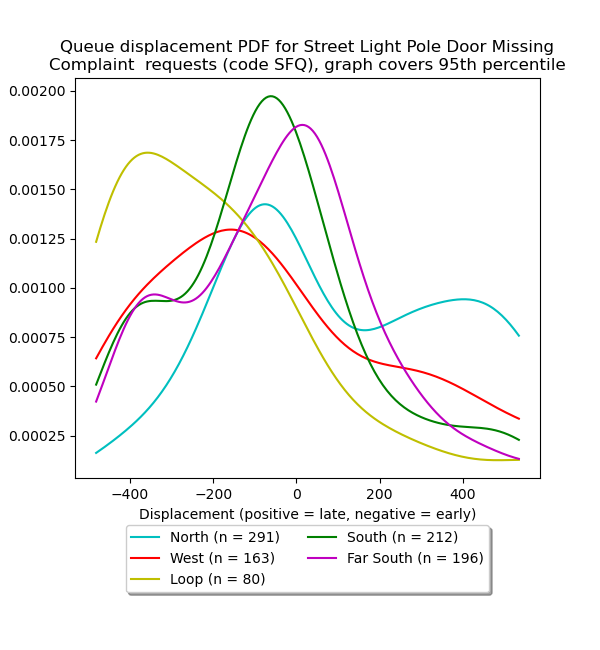 Queue displacement PDF for Street Light Pole Door Missing
Complaint  requests (code SFQ), graph covers 95th percentile
0.00200
0.00175
0.00150
0.00125
0.00100
0.00075
0.00050
0.00025
−400 −200 0 200 400
Displacement (positive = late, negative = early)
North (n = 291)
West (n = 163)
Loop (n = 80)
South (n = 212)
Far South (n = 196)